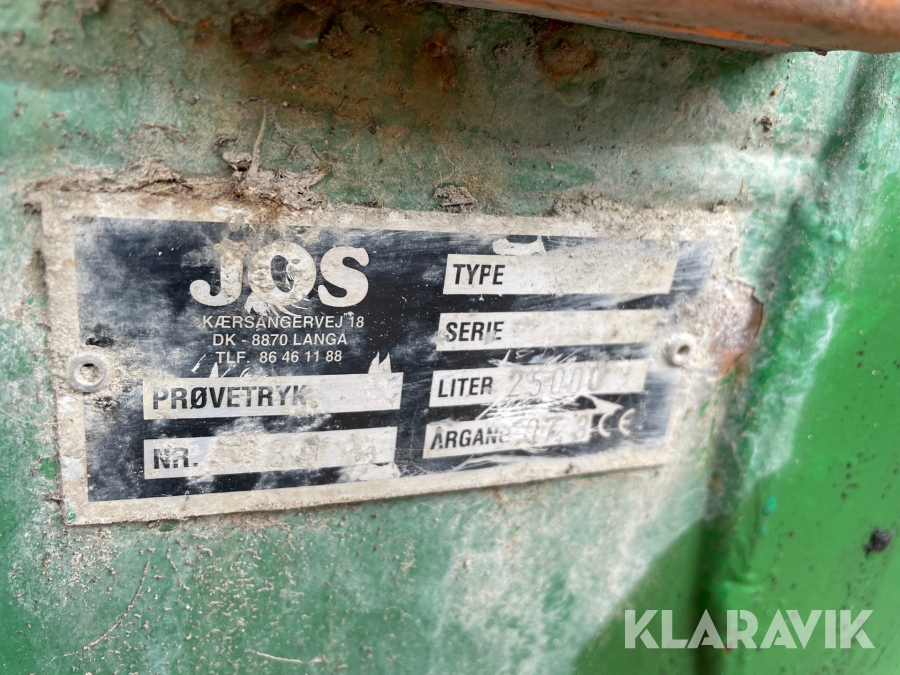 JOS
KÆRSANGERVEJ 18
DK - 8870 LANGÅ
TLF. 86 46 11 88
PRØVETRYK
NR.
TYPE
SERIE
LITER 25000
ÅRGANG CE
KLARAVIK